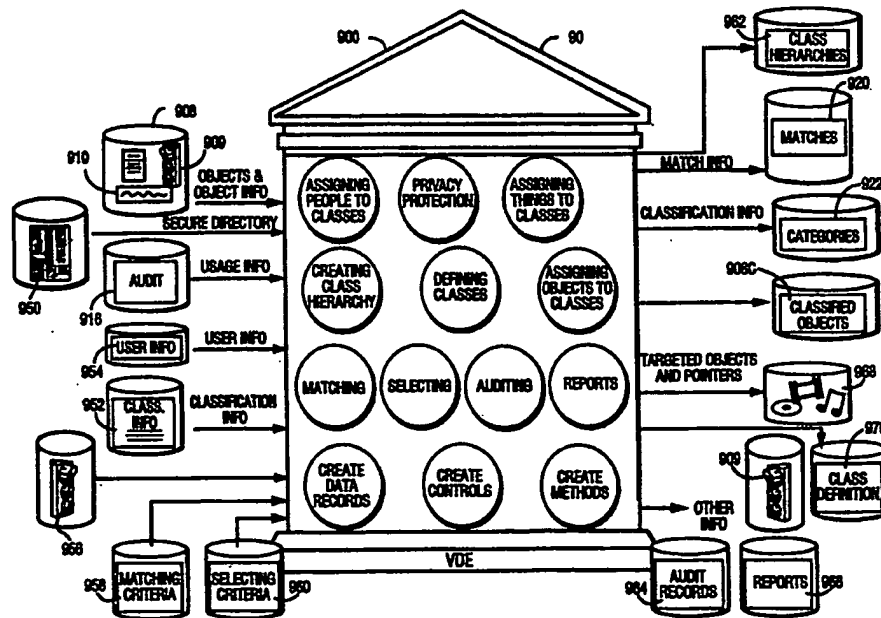 900
90
962
CLASS
HIERARCHIES
908
909
910
920
MATCHES
MATCH INFO
OBJECTS &
OBJECT INFO
ASSIGNING
PEOPLE TO
CLASSES
PRIVACY
PROTECTION
ASSIGNING
THINGS TO
CLASSES
SECURE DIRECTORY
950
CLASSIFICATION INFO
922
CATEGORIES
AUDIT
916
USAGE INFO
CREATING
CLASS
HIERARCHY
DEFINING
CLASSES
ASSIGNING
OBJECTS TO
CLASSES
908C
CLASSIFIED
OBJECTS
USER INFO
954
USER INFO
MATCHING
SELECTING
AUDITING
REPORTS
TARGETED OBJECTS
AND POINTERS
968
952
CLASS.
INFO
CLASSIFICATION
INFO
956
CREATE
DATA
RECORDS
CREATE
CONTROLS
CREATE
METHODS
OTHER
INFO
909
CLASS
DEFINITION
VDE
958
MATCHING
CRITERIA
SELECTING
CRITERIA
960
964
AUDIT
RECORDS
REPORTS